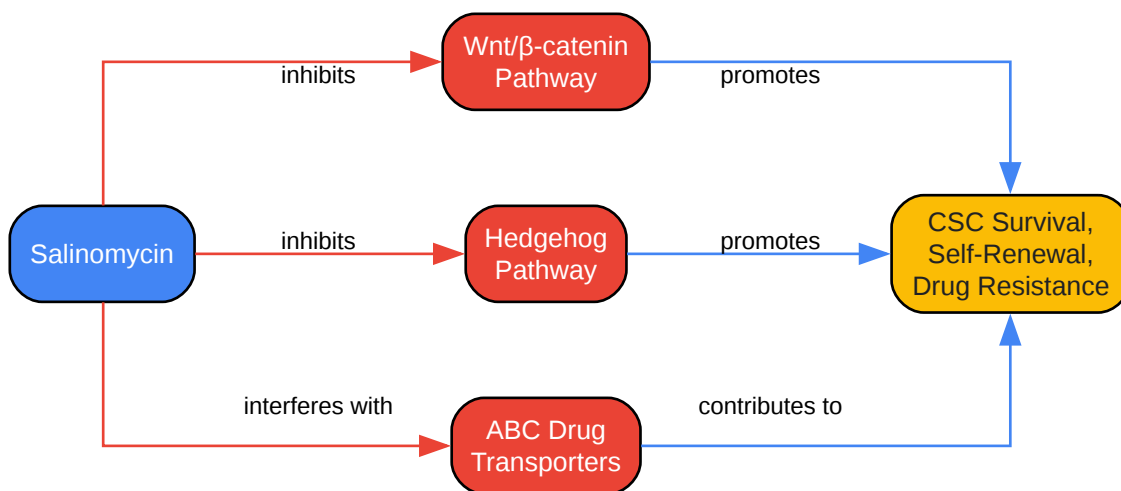 Wnt/β-catenin
Pathway
inhibits
promotes
Salinomycin
inhibits
Hedgehog
Pathway
promotes
CSC Survival,
Self-Renewal,
Drug Resistance
interferes with
ABC Drug
Transporters
contributes to